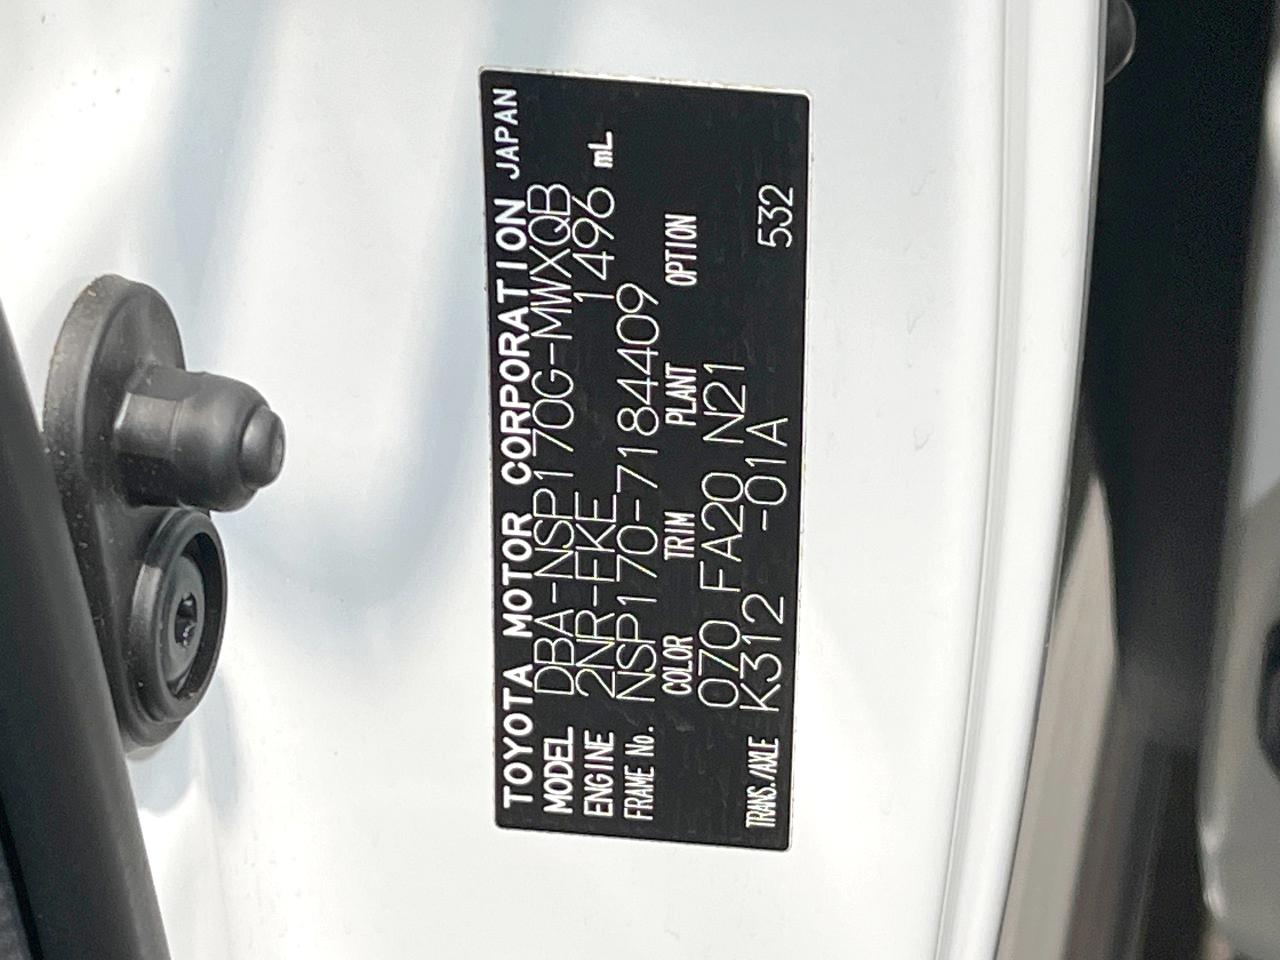 TOYOTA MOTOR CORPORATION JAPAN
MODEL DBA-NSP170G-MWXQB
ENGINE 2NR-FKE 1496 mL
FRAME No. NSP170-7184409
COLOR TRIM PLANT OPTION
070 FA20 N21
TRANS./AXLE K312 -01A 532